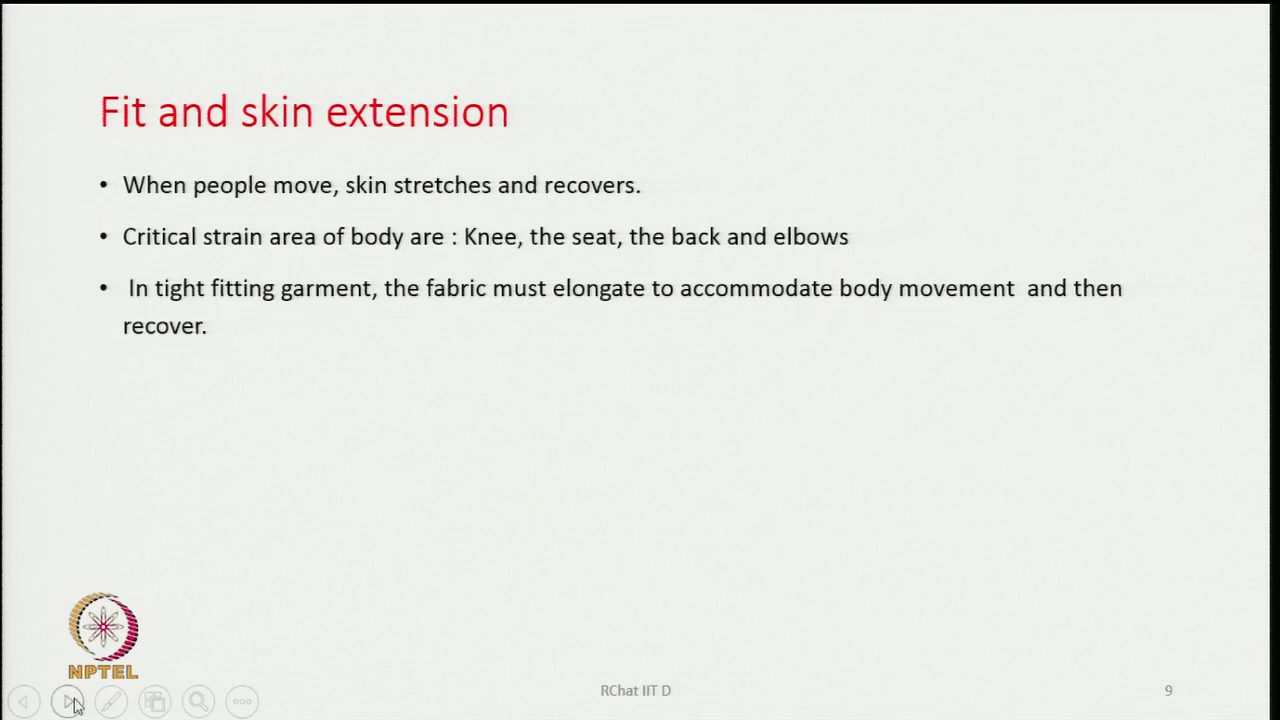 Fit and skin extension
• When people move, skin stretches and recovers.
• Critical strain area of body are : Knee, the seat, the back and elbows
• In tight fitting garment, the fabric must elongate to accommodate body movement  and then
recover.
NPTEL
RChat IIT D
9